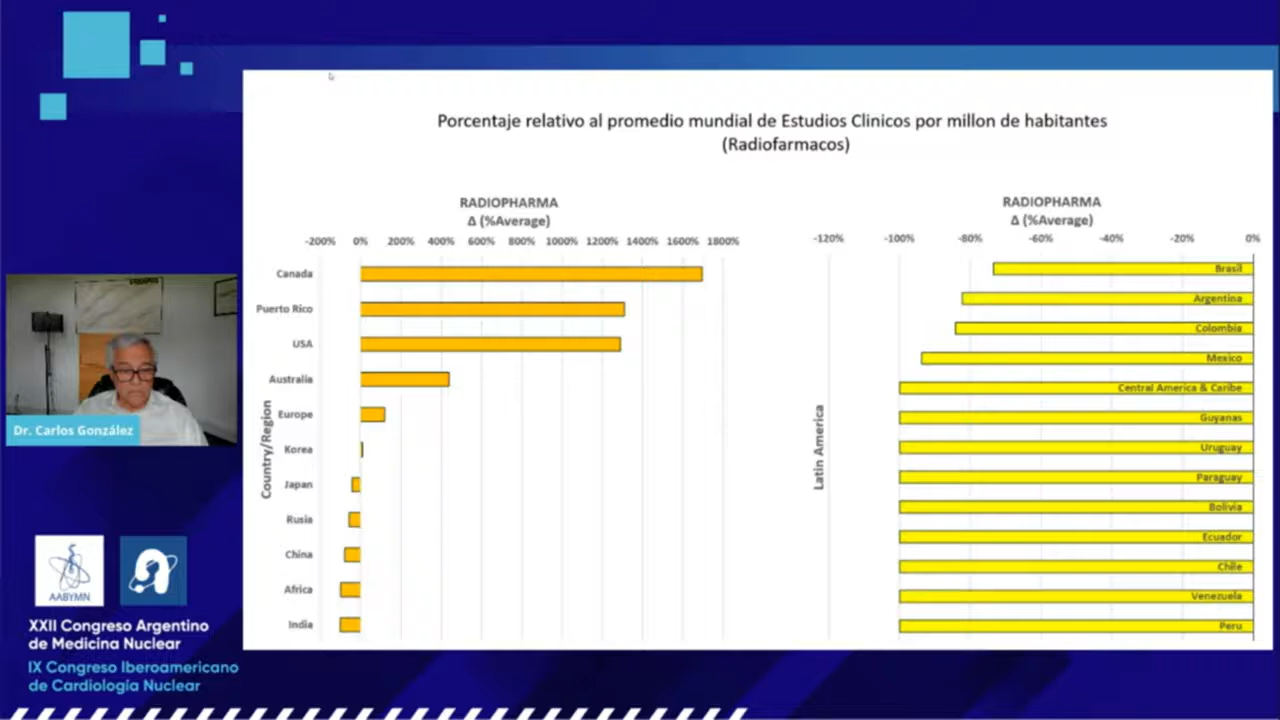 Porcentaje relativo al promedio mundial de Estudios Clinicos por millon de habitantes
(Radiofarmacos)
RADIOPHARMA
Δ (%Average)
-200% 0% 200% 400% 600% 800% 1000% 1200% 1400% 1600% 1800%
Country/Region
Canada
Puerto Rico
USA
Australia
Europe
Korea
Japan
Rusia
China
Africa
India
RADIOPHARMA
Δ (%Average)
-120% -100% -80% -60% -40% -20% 0%
Latin America
Brasil
Argentina
Colombia
Mexico
Central America & Caribe
Guyanas
Uruguay
Paraguay
Bolivia
Ecuador
Chile
Venezuela
Peru
Dr. Carlos González
AABYMN
XXII Congreso Argentino
de Medicina Nuclear
IX Congreso Iberoamericano
de Cardiología Nuclear